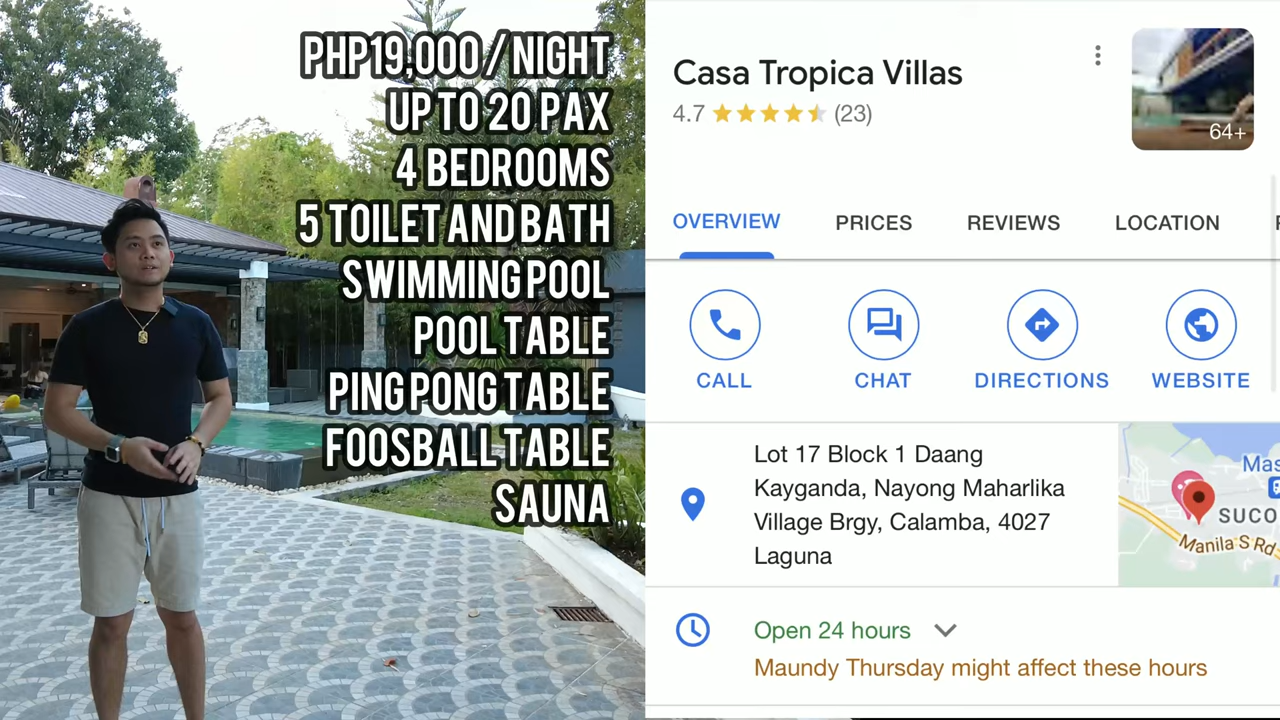 PHP19,000 / NIGHT
UP TO 20 PAX
4 BEDROOMS
5 TOILET AND BATH
SWIMMING POOL
POOL TABLE
PING PONG TABLE
FOOSBALL TABLE
SAUNA
Casa Tropica Villas
4.7 (23)
64+
OVERVIEW PRICES REVIEWS LOCATION
CALL CHAT DIRECTIONS WEBSITE
Lot 17 Block 1 Daang
Kayganda, Nayong Maharlika
Village Brgy, Calamba, 4027
Laguna
Mas
SUCO
Manila S Rd
Open 24 hours
Maundy Thursday might affect these hours